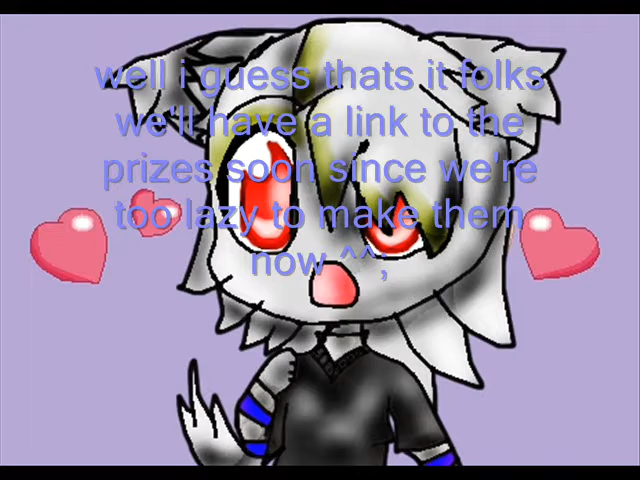 well i guess thats it folks
we'll have a link to the
prizes soon since we're
too lazy to make them
now ^^;